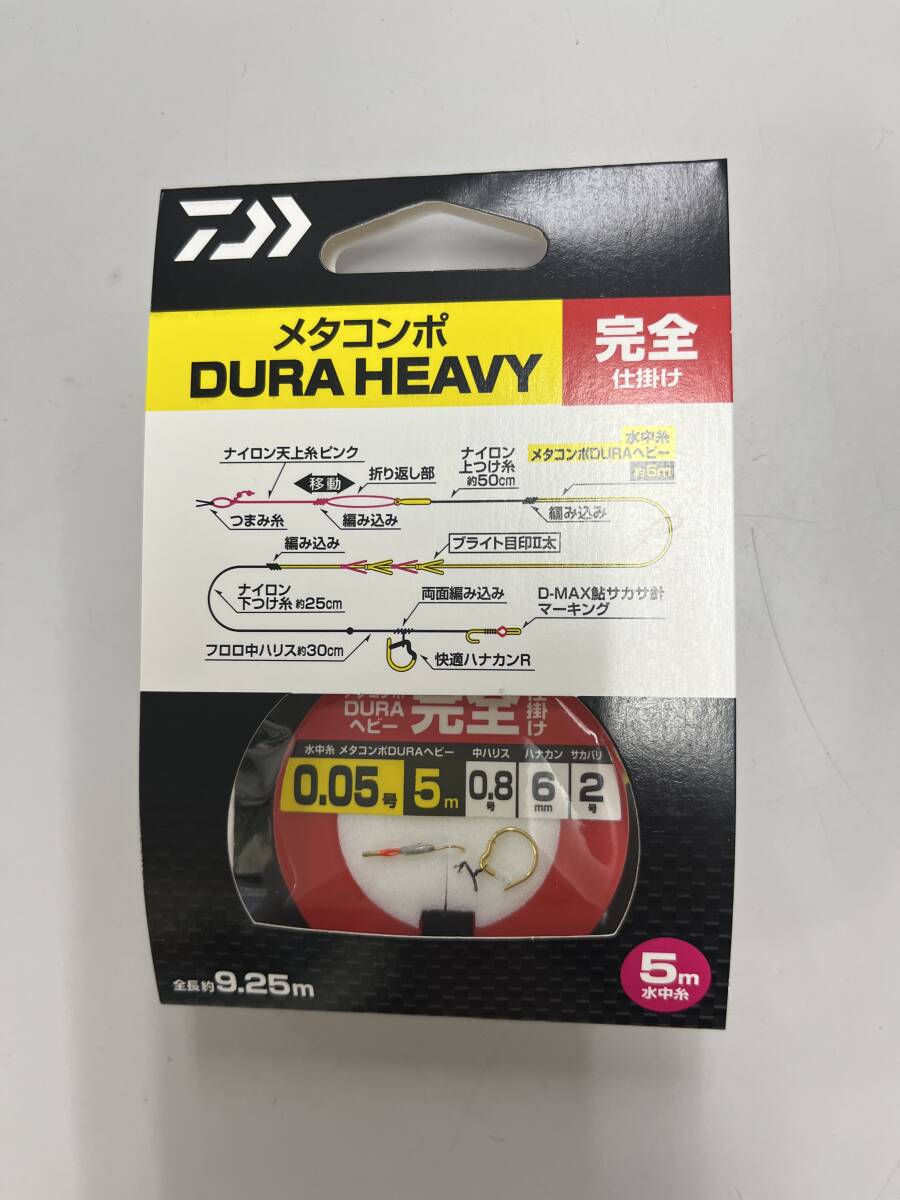 メタコンポ
DURA HEAVY
完全
仕掛け
ナイロン天上糸ピンク
移動
折り返し部
ナイロン
上つけ糸
約50cm
水中糸
メタコンポDURAヘビー
約5m
つまみ糸
編み込み
編み込み
編み込み
ブライト目印II太
ナイロン
下つけ糸 約25cm
両面編み込み
D-MAX鮎サカサ針
マーキング
フロロ中ハリス約30cm
快適ハナカンR
メタコンポ
DURA
ヘビー
完全
仕掛け
水中糸 メタコンポDURAヘビー
中ハリス
ハナカン
サカバリ
0.05号
5m
0.8号
6mm
2号
全長約9.25m
5m
水中糸